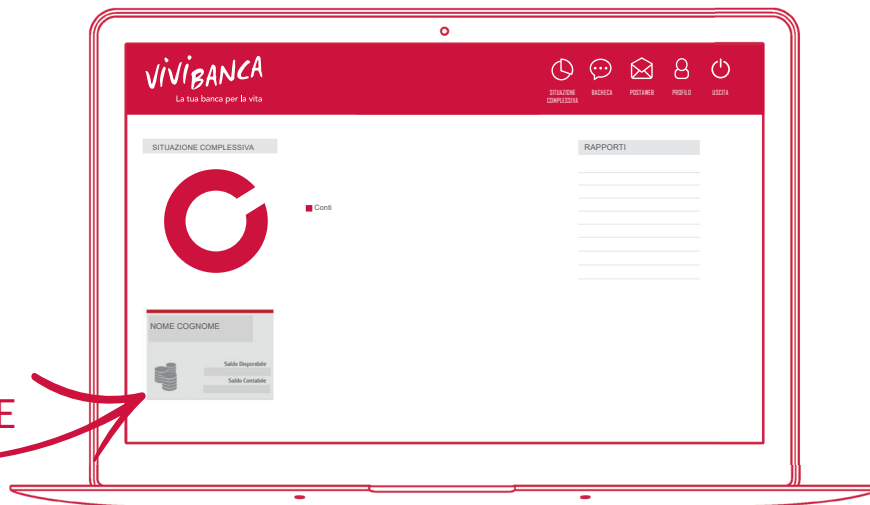 VIVIBANCA
La tua banca per la vita
SITUAZIONE
COMPLESSIVA
BACHECA
POSTAWEB
PROFILO
USCITA
SITUAZIONE COMPLESSIVA
RAPPORTI
Conti
NOME COGNOME
Saldo Disponibile
Saldo Contabile
E